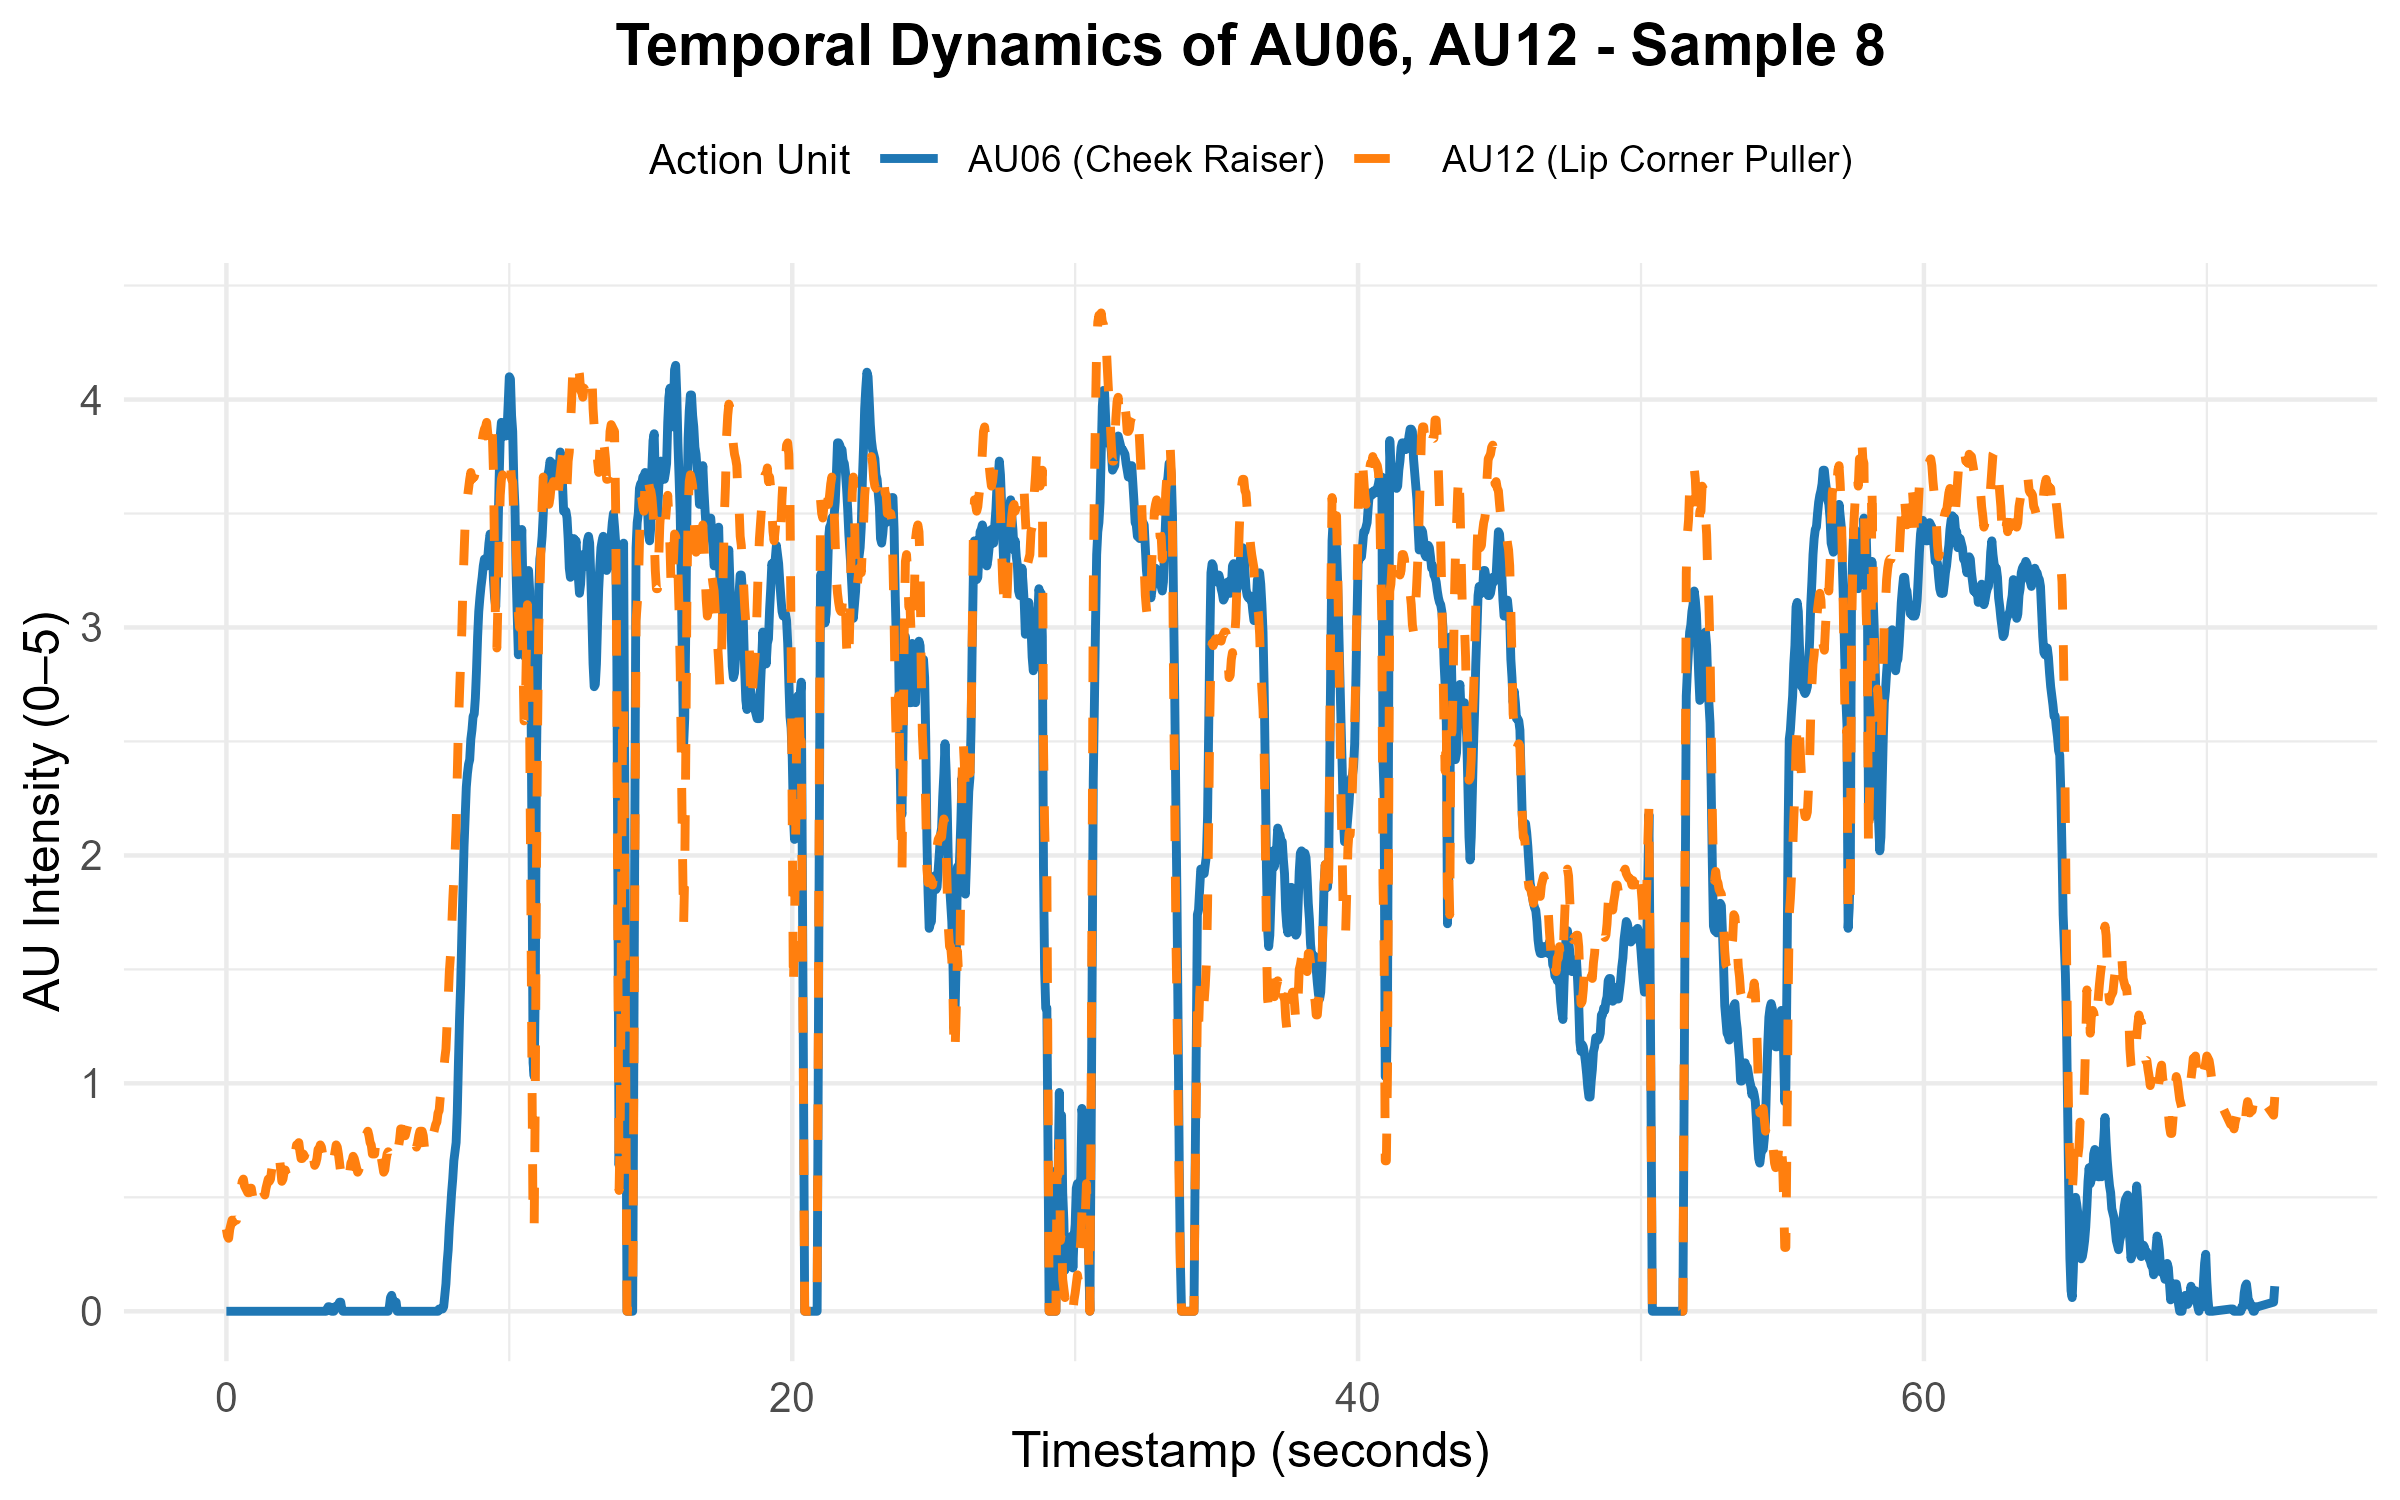 Temporal Dynamics of AU06, AU12 - Sample 8
Action Unit AU06 (Cheek Raiser) AU12 (Lip Corner Puller)
AU Intensity (0–5)
4
3
2
1
0
0 20 40 60
Timestamp (seconds)